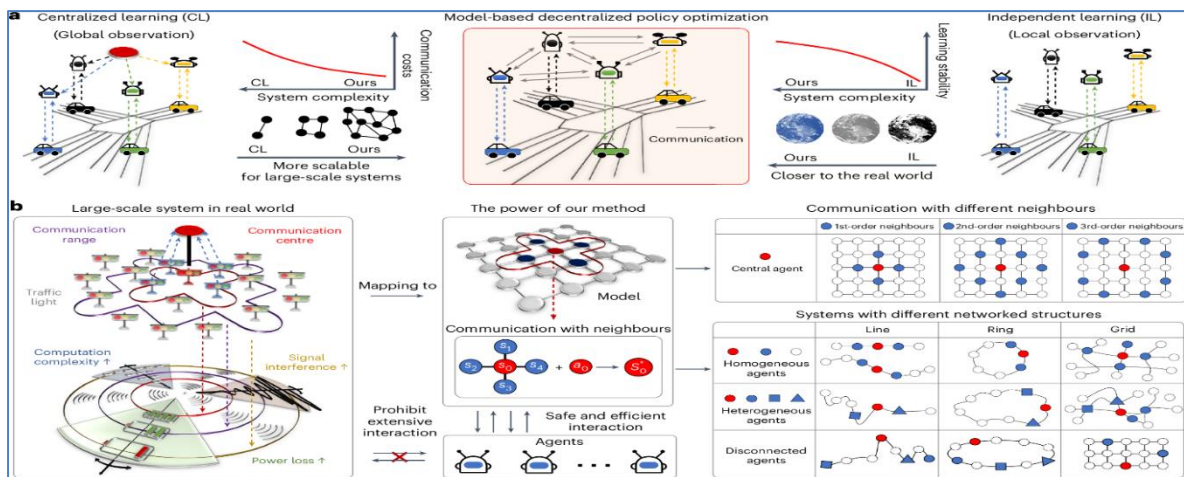 a
Centralized learning (CL)
(Global observation)
Communication
costs
CL Ours
System complexity
CL Ours
More scalable
for large-scale systems
Model-based decentralized policy optimization
Communication
Learning stability
Ours IL
System complexity
Ours IL
Closer to the real world
Independent learning (IL)
(Local observation)
b
Large-scale system in real world
Communication
range
Communication
centre
Traffic
light
Computation
complexity ↑
Signal
interference ↑
Power loss ↑
Mapping to
Prohibit
extensive
interaction
The power of our method
Model
Communication with neighbours
s1
s2 s0 s4 + a0 S0
s3
Safe and efficient
interaction
Agents
Communication with different neighbours
1st-order neighbours 2nd-order neighbours 3rd-order neighbours
Central agent
Systems with different networked structures
Line Ring Grid
Homogeneous
agents
Heterogeneous
agents
Disconnected
agents